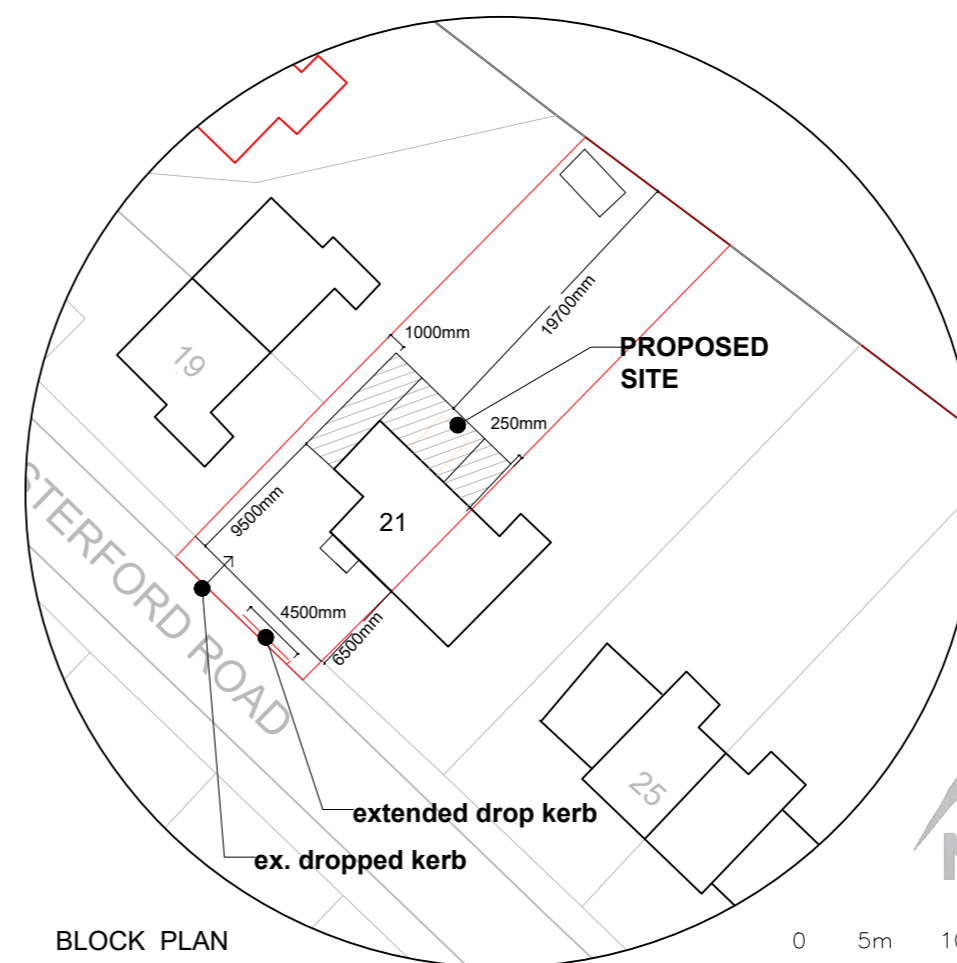 19
1000mm
19700mm
PROPOSED
SITE
250mm
9500mm
21
4500mm
6500mm
STERFORD ROAD
25
extended drop kerb
ex. dropped kerb
N
BLOCK PLAN
0 5m